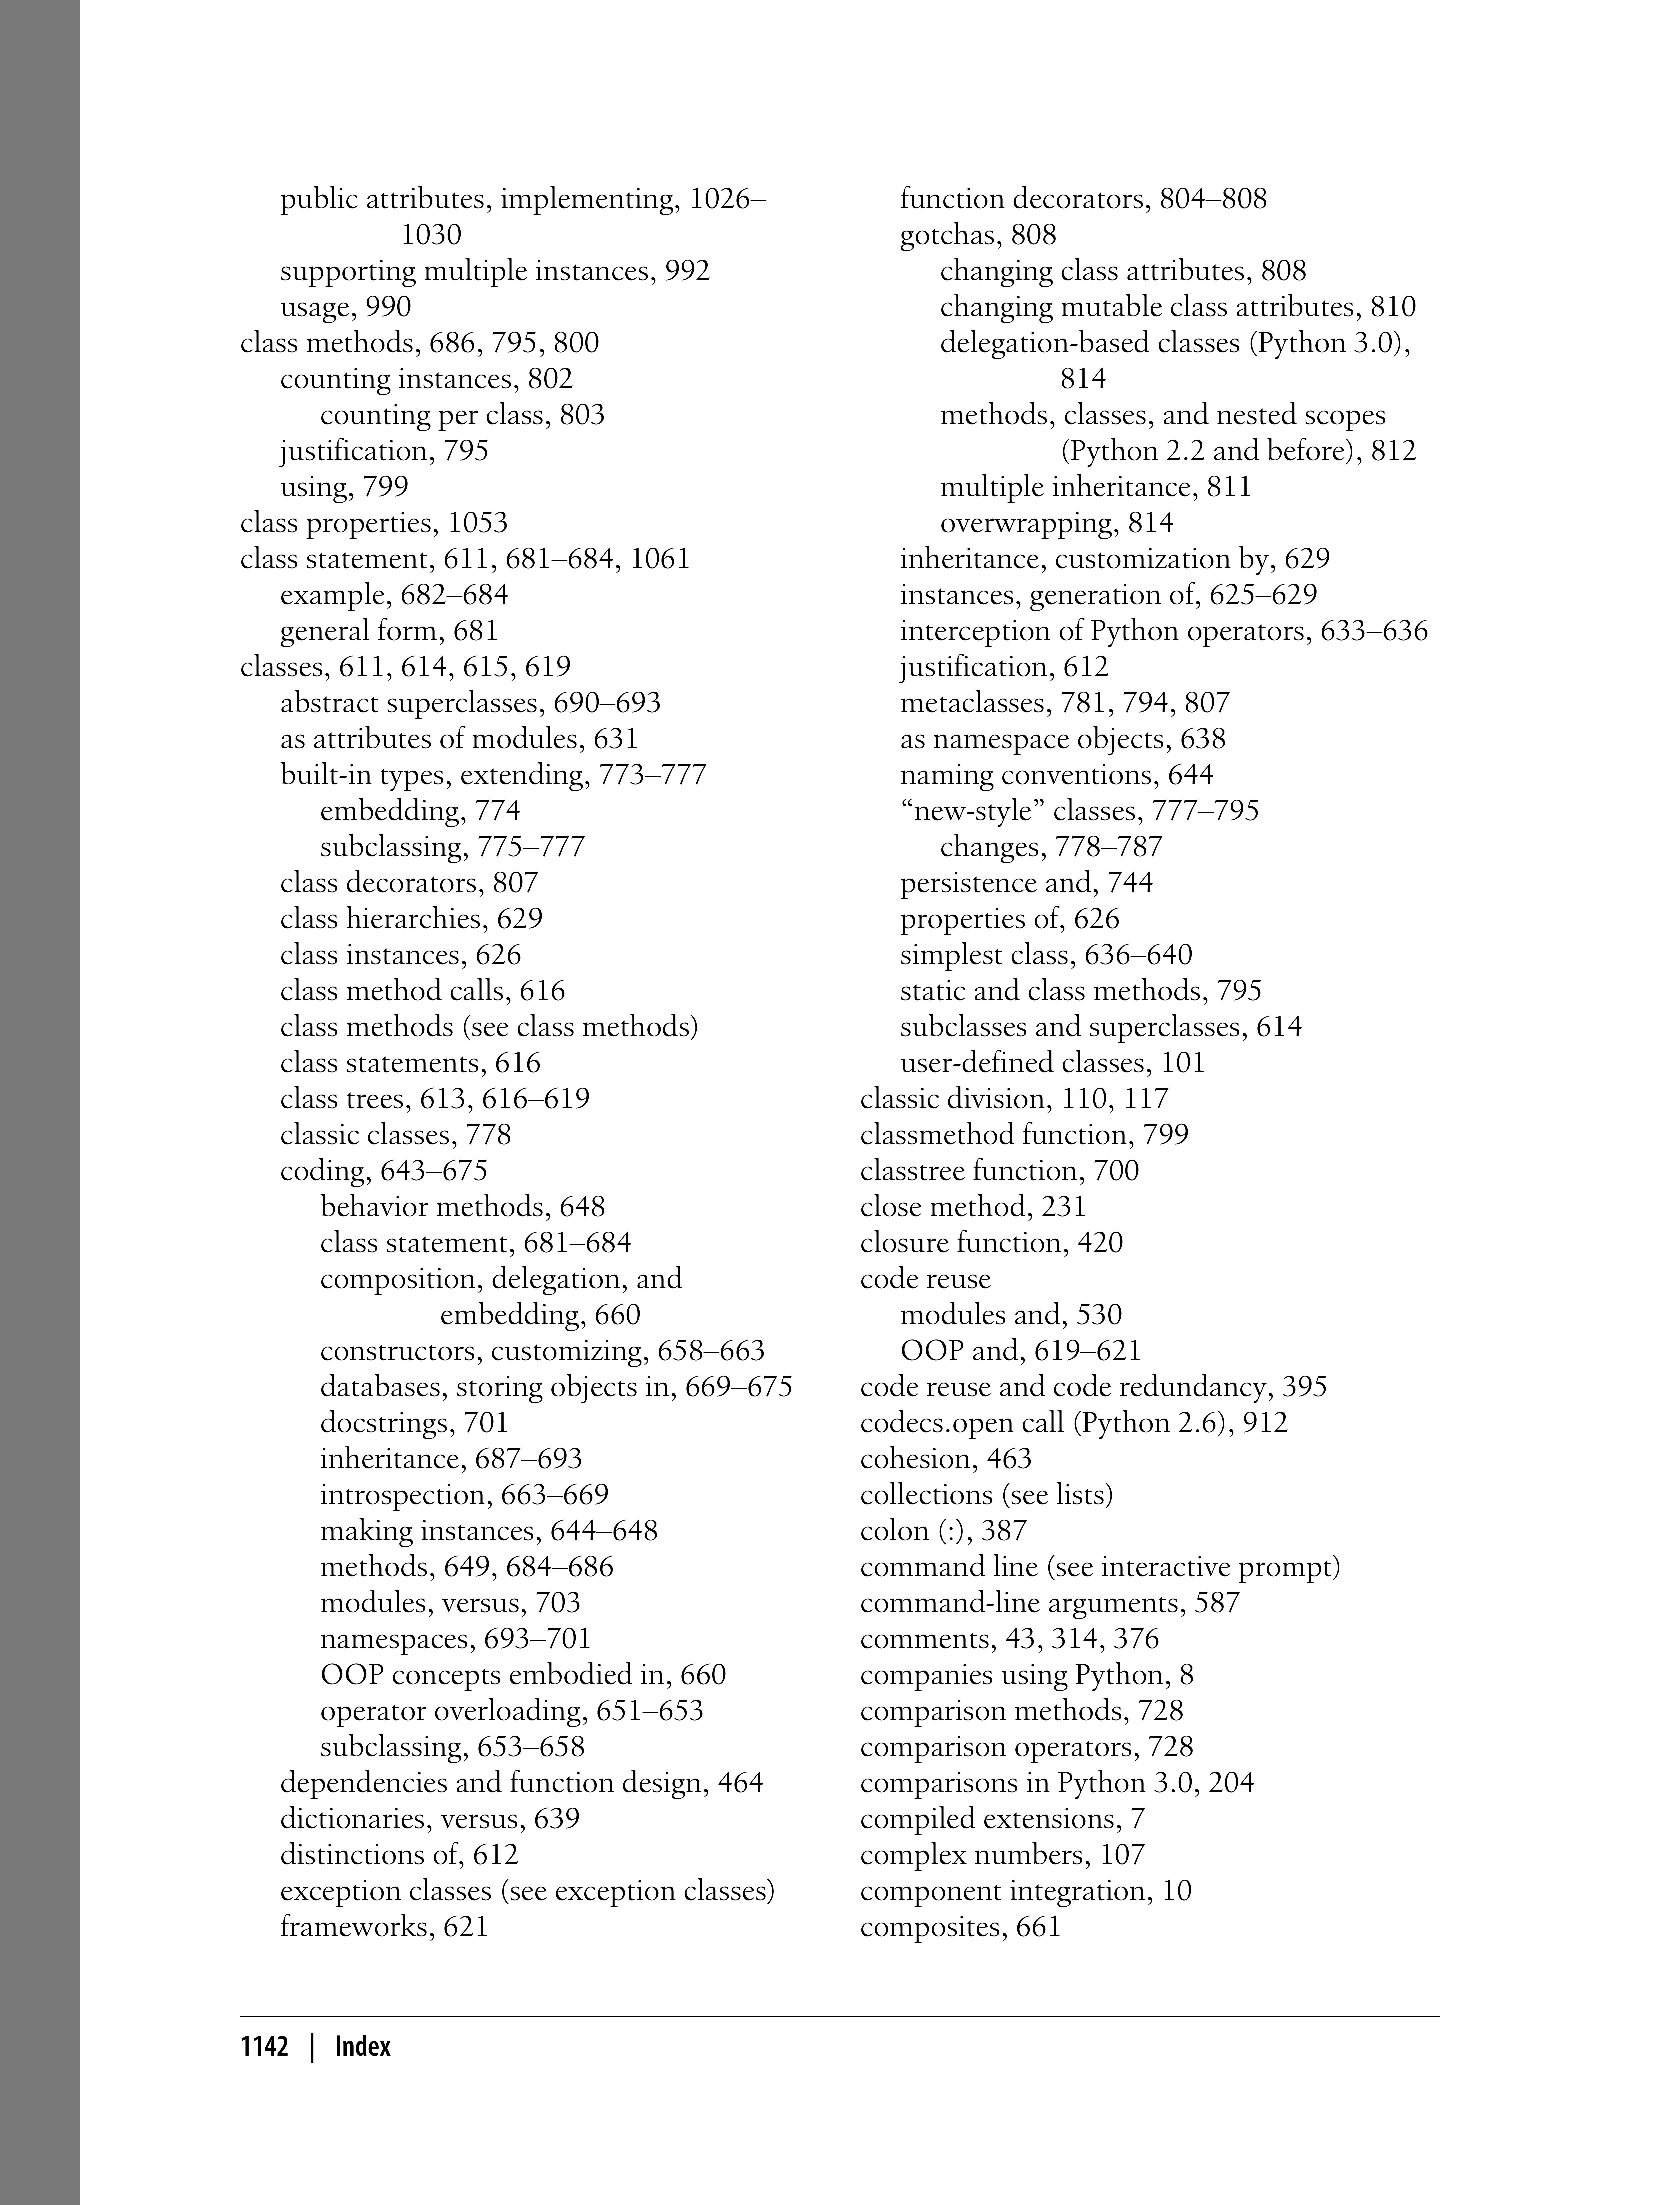 public attributes, implementing, 1026–
1030
supporting multiple instances, 992
usage, 990
class methods, 686, 795, 800
counting instances, 802
counting per class, 803
justification, 795
using, 799
class properties, 1053
class statement, 611, 681–684, 1061
example, 682–684
general form, 681
classes, 611, 614, 615, 619
abstract superclasses, 690–693
as attributes of modules, 631
built-in types, extending, 773–777
embedding, 774
subclassing, 775–777
class decorators, 807
class hierarchies, 629
class instances, 626
class method calls, 616
class methods (see class methods)
class statements, 616
class trees, 613, 616–619
classic classes, 778
coding, 643–675
behavior methods, 648
class statement, 681–684
composition, delegation, and
embedding, 660
constructors, customizing, 658–663
databases, storing objects in, 669–675
docstrings, 701
inheritance, 687–693
introspection, 663–669
making instances, 644–648
methods, 649, 684–686
modules, versus, 703
namespaces, 693–701
OOP concepts embodied in, 660
operator overloading, 651–653
subclassing, 653–658
dependencies and function design, 464
dictionaries, versus, 639
distinctions of, 612
exception classes (see exception classes)
frameworks, 621
function decorators, 804–808
gotchas, 808
changing class attributes, 808
changing mutable class attributes, 810
delegation-based classes (Python 3.0),
814
methods, classes, and nested scopes
(Python 2.2 and before), 812
multiple inheritance, 811
overwrapping, 814
inheritance, customization by, 629
instances, generation of, 625–629
interception of Python operators, 633–636
justification, 612
metaclasses, 781, 794, 807
as namespace objects, 638
naming conventions, 644
“new-style” classes, 777–795
changes, 778–787
persistence and, 744
properties of, 626
simplest class, 636–640
static and class methods, 795
subclasses and superclasses, 614
user-defined classes, 101
classic division, 110, 117
classmethod function, 799
classtree function, 700
close method, 231
closure function, 420
code reuse
modules and, 530
OOP and, 619–621
code reuse and code redundancy, 395
codecs.open call (Python 2.6), 912
cohesion, 463
collections (see lists)
colon (:), 387
command line (see interactive prompt)
command-line arguments, 587
comments, 43, 314, 376
companies using Python, 8
comparison methods, 728
comparison operators, 728
comparisons in Python 3.0, 204
compiled extensions, 7
complex numbers, 107
component integration, 10
composites, 661
1142 | Index